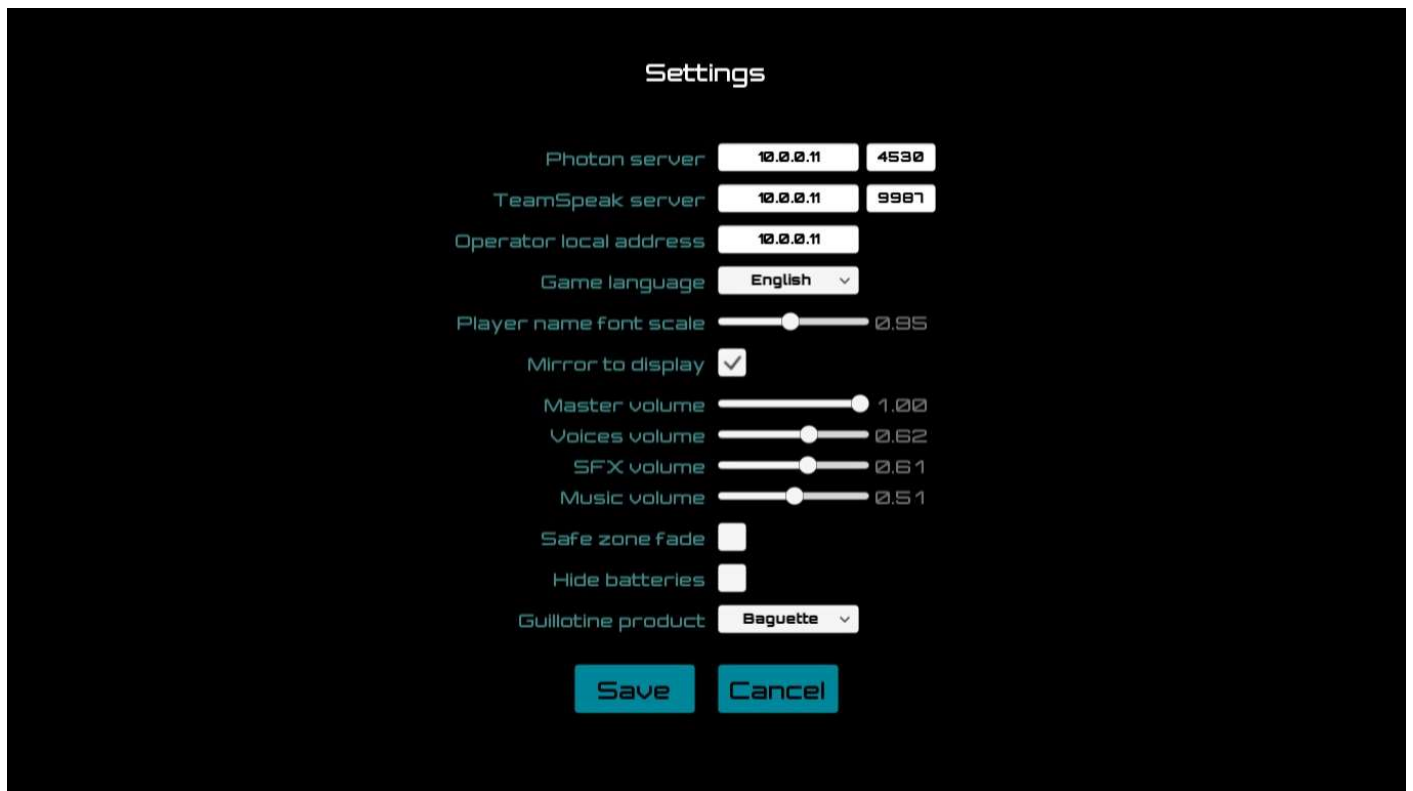 Settings
Photon server 10.0.0.11 4530
TeamSpeak server 10.0.0.11 9987
Operator local address 10.0.0.11
Game language English
Player name font scale 0.95
Mirror to display
Master volume 1.00
Voices volume 0.62
SFX volume 0.61
Music volume 0.51
Safe zone fade
Hide batteries
Guillotine product Baguette
Save Cancel